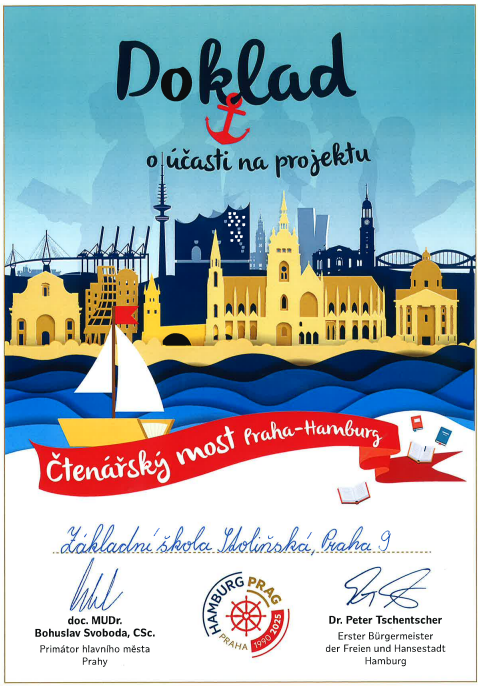 Doklad
o účasti na projektu
Čtenářský most Praha-Hamburg
Základní škola Stoliňská, Praha 9
doc. MUDr.
Bohuslav Svoboda, CSc.
Primátor hlavního města
Prahy
HAMBURG PRAG
PRAHA 1990 2025
Dr. Peter Tschentscher
Erster Bürgermeister
der Freien und Hansestadt
Hamburg